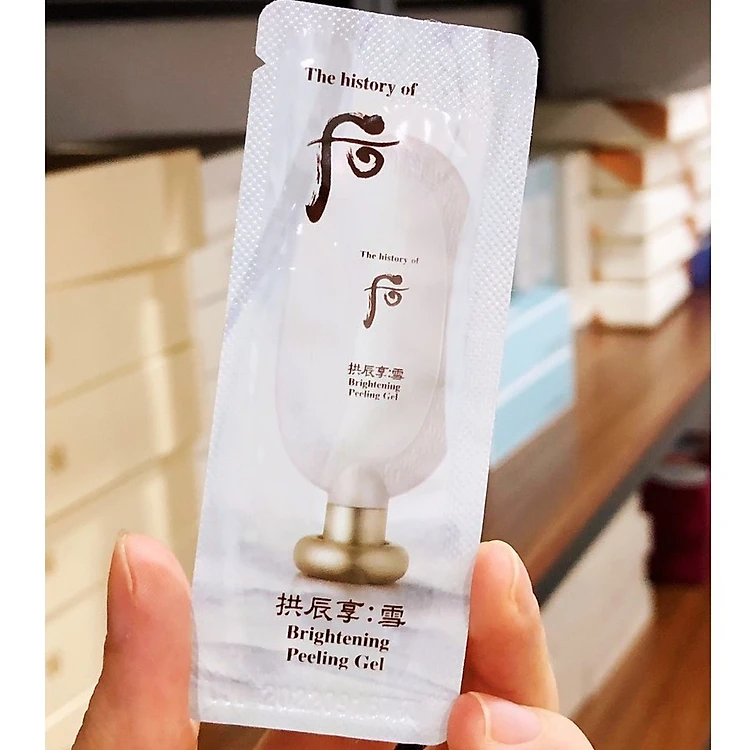 The history of
后
The history of
后
拱辰享:雪
Brightening
Peeling Gel
拱辰享:雪
Brightening
Peeling Gel